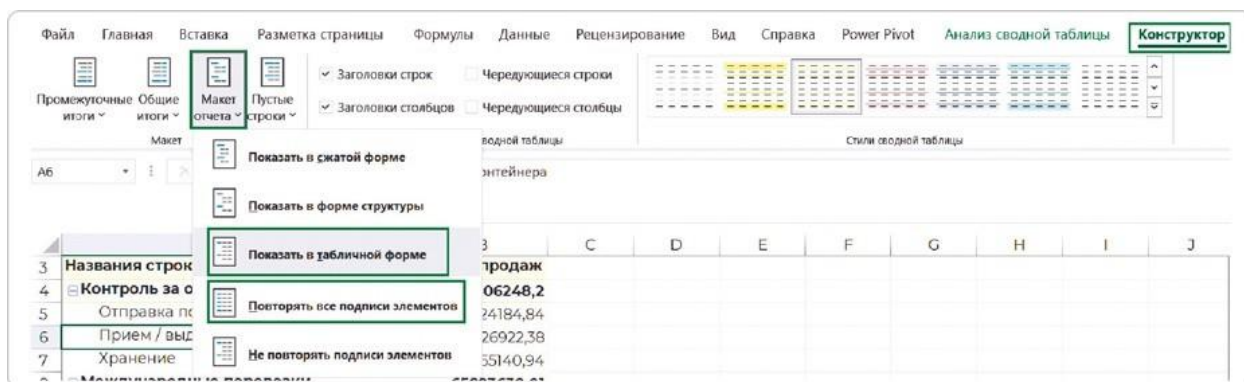 Файл Главная Вставка Разметка страницы Формулы Данные Рецензирование Вид Справка Power Pivot Анализ сводной таблицы Конструктор
Промежуточные итоги Общие итоги Макет отчета Пустые строки
Заголовки строк Чередующиеся строки
Заголовки столбцов Чередующиеся столбцы
Макет сводной таблицы Стили сводной таблицы
Показать в сжатой форме
Показать в форме структуры
Показать в табличной форме
Повторять все подписи элементов
Не повторять подписи элементов
A6
C D E F G H I J
3 Названия строк продаж
4 Контроль за о 06248,2
5 Отправка по 24184,84
6 Прием / выд 26922,38
7 Хранение 55140,94